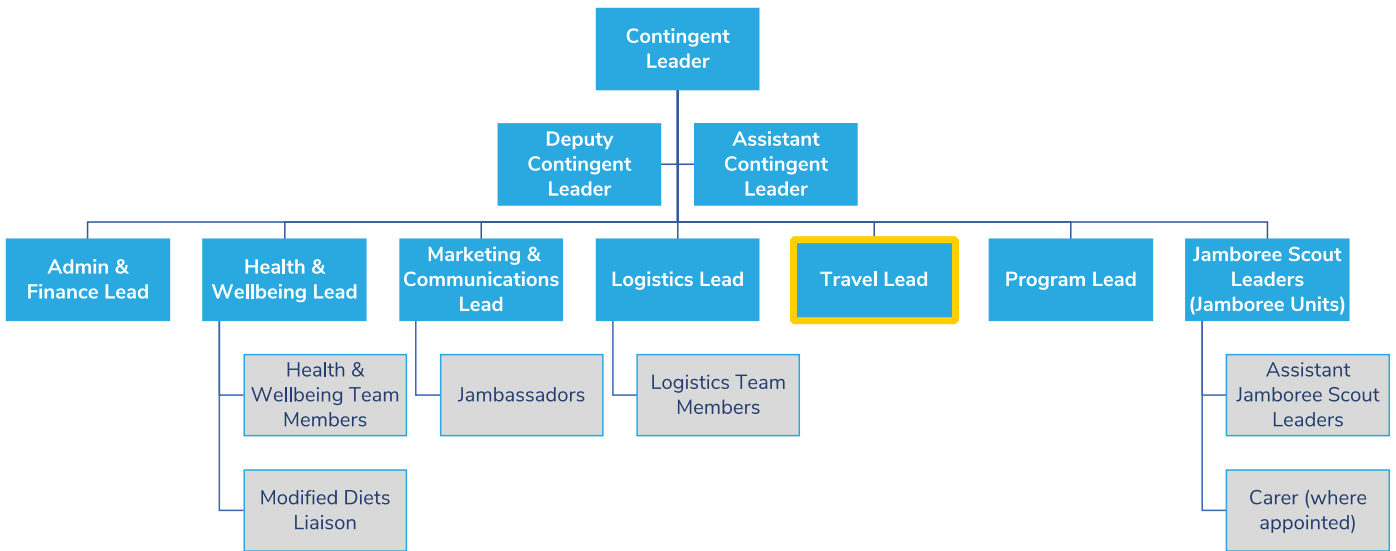 Contingent
Leader
Deputy
Contingent
Leader
Assistant
Contingent
Leader
Admin &
Finance Lead
Health &
Wellbeing Lead
Marketing &
Communications
Lead
Logistics Lead
Travel Lead
Program Lead
Jamboree Scout
Leaders
(Jamboree Units)
Health &
Wellbeing Team
Members
Jambassadors
Logistics Team
Members
Assistant
Jamboree Scout
Leaders
Modified Diets
Liaison
Carer (where
appointed)